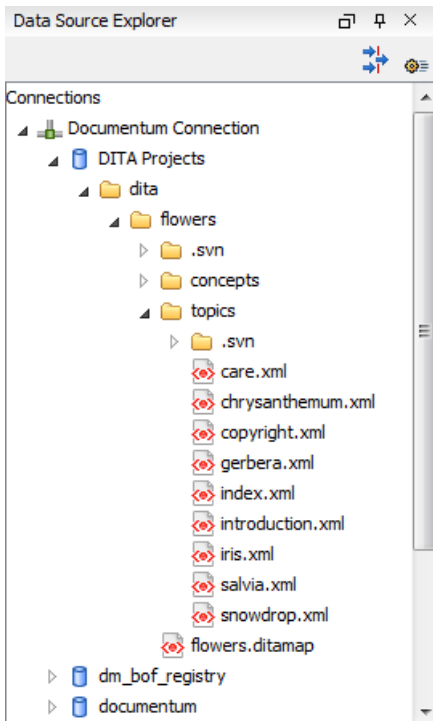 Data Source Explorer
Connections
Documentum Connection
DITA Projects
dita
flowers
.svn
concepts
topics
.svn
care.xml
chrysanthemum.xml
copyright.xml
gerbera.xml
index.xml
introduction.xml
iris.xml
salvia.xml
snowdrop.xml
flowers.ditamap
dm_bof_registry
documentum